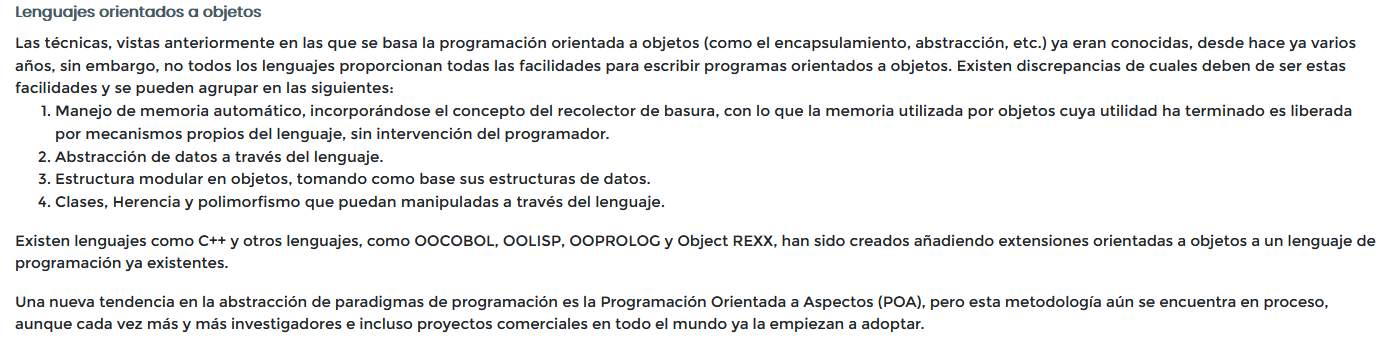 Lenguajes orientados a objetos
Las técnicas, vistas anteriormente en las que se basa la programación orientada a objetos (como el encapsulamiento, abstracción, etc.) ya eran conocidas, desde hace ya varios
años, sin embargo, no todos los lenguajes proporcionan todas las facilidades para escribir programas orientados a objetos. Existen discrepancias de cuales deben de ser estas
facilidades y se pueden agrupar en las siguientes:
1. Manejo de memoria automático, incorporándose el concepto del recolector de basura, con lo que la memoria utilizada por objetos cuya utilidad ha terminado es liberada
por mecanismos propios del lenguaje, sin intervención del programador.
2. Abstracción de datos a través del lenguaje.
3. Estructura modular en objetos, tomando como base sus estructuras de datos.
4. Clases, Herencia y polimorfismo que puedan manipuladas a través del lenguaje.
Existen lenguajes como C++ y otros lenguajes, como OOCOBOL, OOLISP, OOPROLOG y Object REXX, han sido creados añadiendo extensiones orientadas a objetos a un lenguaje de
programación ya existentes.
Una nueva tendencia en la abstracción de paradigmas de programación es la Programación Orientada a Aspectos (POA), pero esta metodología aún se encuentra en proceso,
aunque cada vez más y más investigadores e incluso proyectos comerciales en todo el mundo ya la empiezan a adoptar.